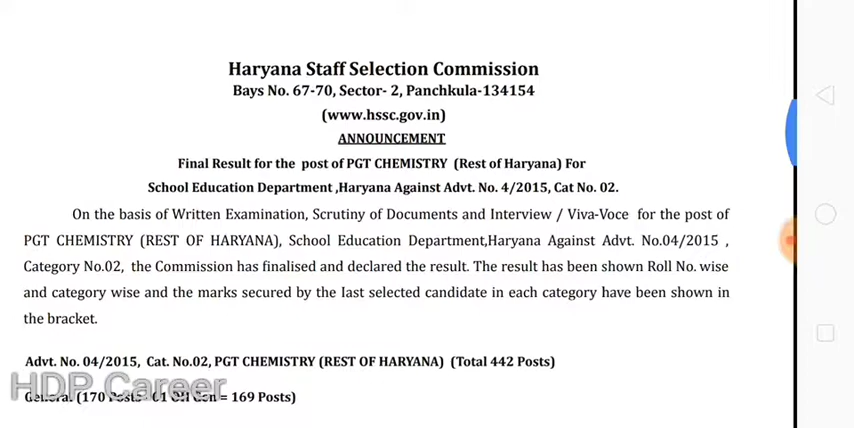 Haryana Staff Selection Commission
Bays No. 67-70, Sector- 2, Panchkula-134154
(www.hssc.gov.in)
ANNOUNCEMENT
Final Result for the post of PGT CHEMISTRY (Rest of Haryana) For
School Education Department ,Haryana Against Advt. No. 4/2015, Cat No. 02.
On the basis of Written Examination, Scrutiny of Documents and Interview / Viva-Voce for the post of
PGT CHEMISTRY (REST OF HARYANA), School Education Department,Haryana Against Advt. No.04/2015 ,
Category No.02, the Commission has finalised and declared the result. The result has been shown Roll No. wise
and category wise and the marks secured by the last selected candidate in each category have been shown in
the bracket.
Advt. No. 04/2015, Cat. No.02, PGT CHEMISTRY (REST OF HARYANA) (Total 442 Posts)
HDP Career
General (170 Posts- 01 OH Gen = 169 Posts)